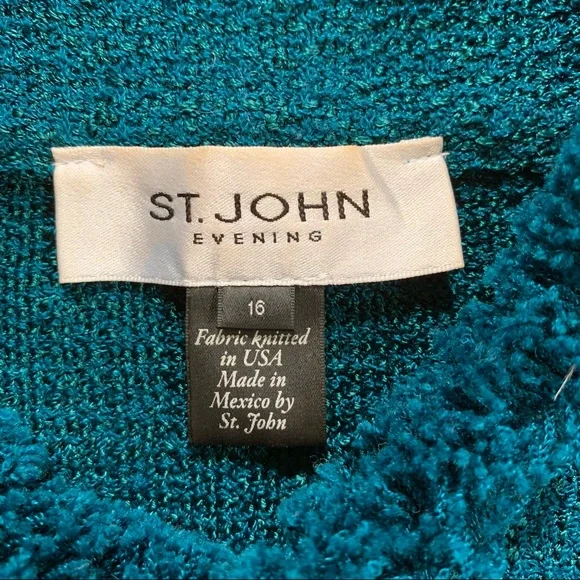 ST. JOHN
EVENING
16
Fabric knitted
in USA
Made in
Mexico by
St. John